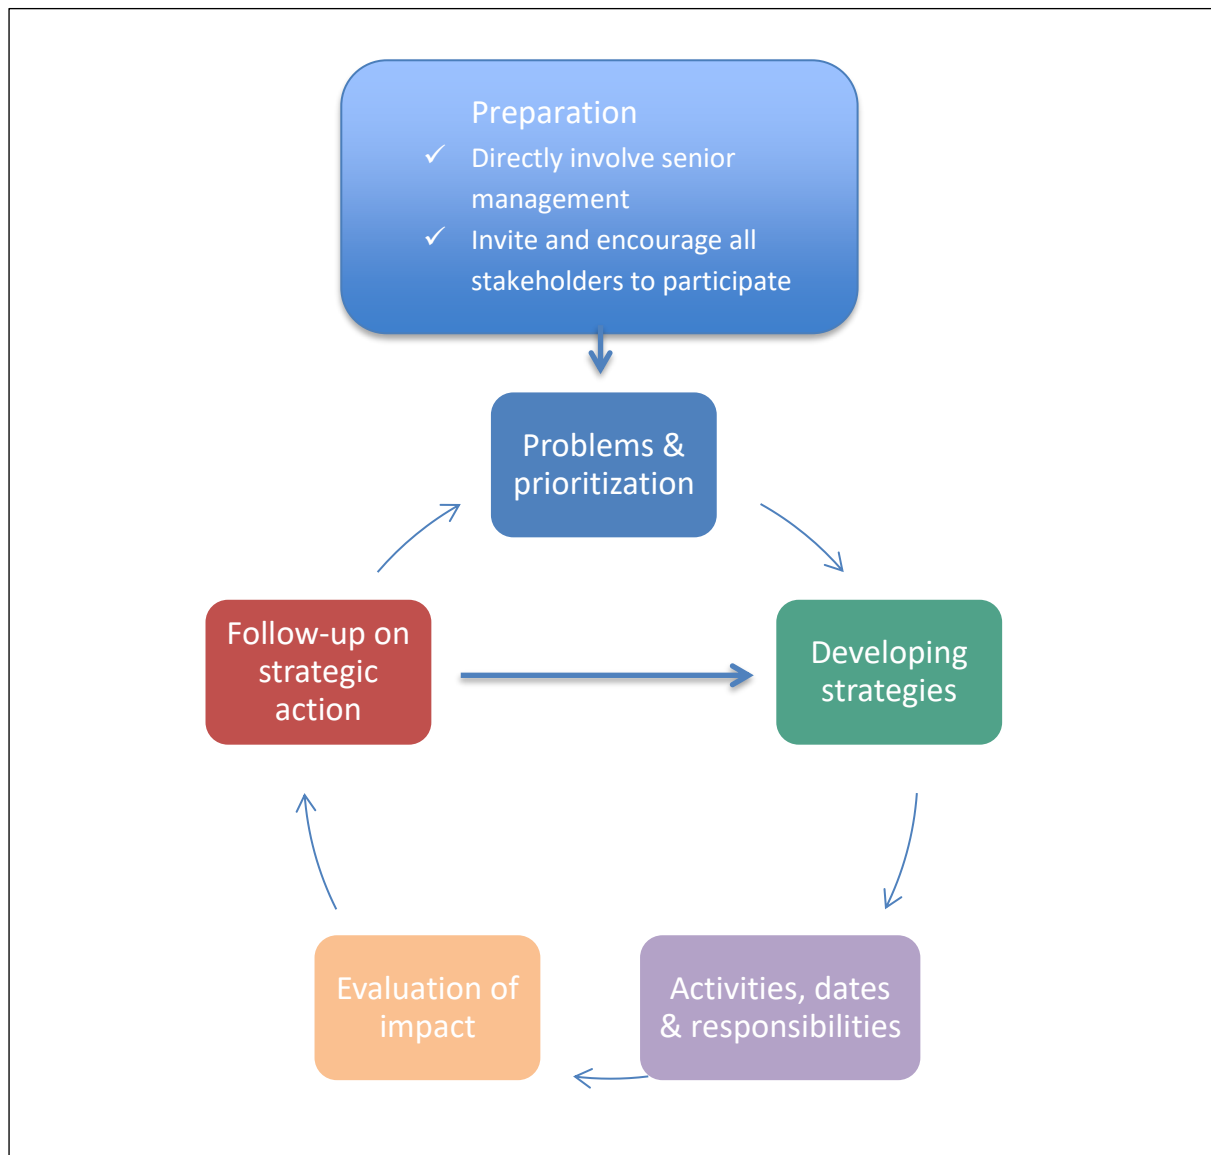 Preparation
✓ Directly involve senior
management
✓ Invite and encourage all
stakeholders to participate
Problems &
prioritization
Follow-up on
strategic
action
Developing
strategies
Evaluation of
impact
Activities, dates
& responsibilities